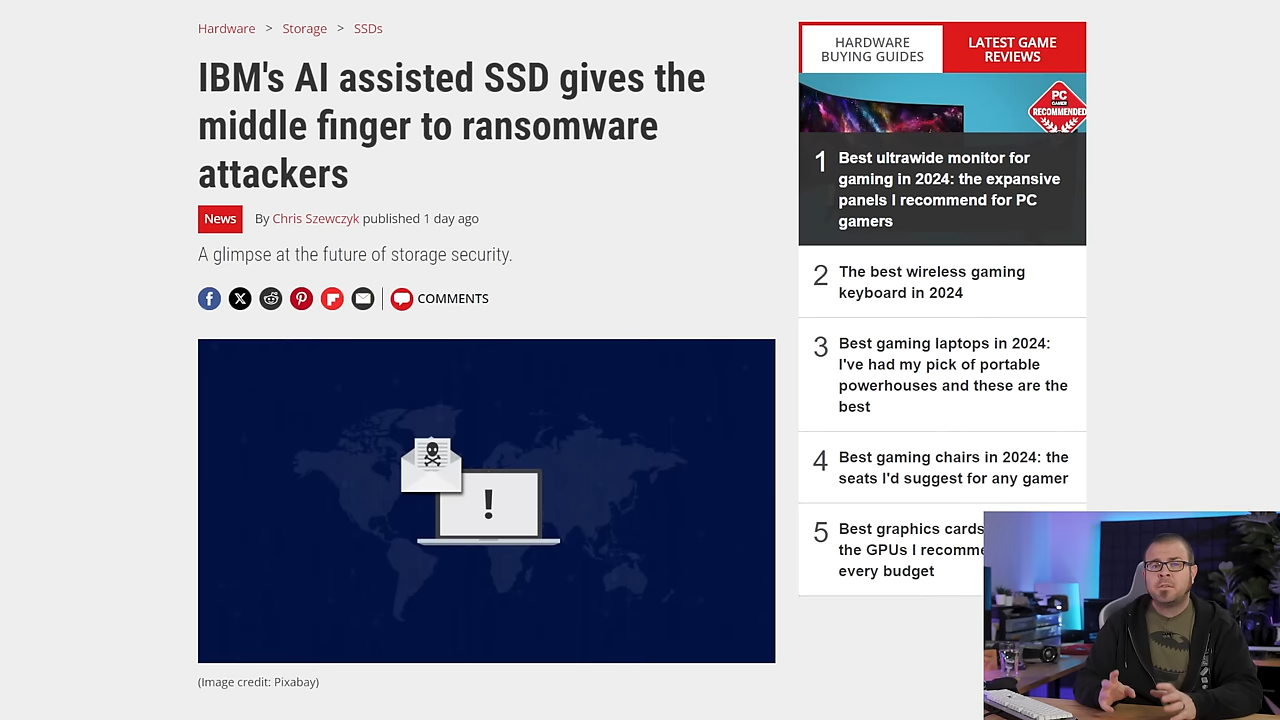 Hardware > Storage > SSDs
IBM's AI assisted SSD gives the
middle finger to ransomware
attackers
News By Chris Szewczyk published 1 day ago
A glimpse at the future of storage security.
COMMENTS
!
(Image credit: Pixabay)
HARDWARE
BUYING GUIDES
LATEST GAME
REVIEWS
PC
GAMER
RECOMMENDED
1 Best ultrawide monitor for
gaming in 2024: the expansive
panels I recommend for PC
gamers
2 The best wireless gaming
keyboard in 2024
3 Best gaming laptops in 2024:
I've had my pick of portable
powerhouses and these are the
best
4 Best gaming chairs in 2024: the
seats I'd suggest for any gamer
5 Best graphics cards
the GPUs I recomme
every budget